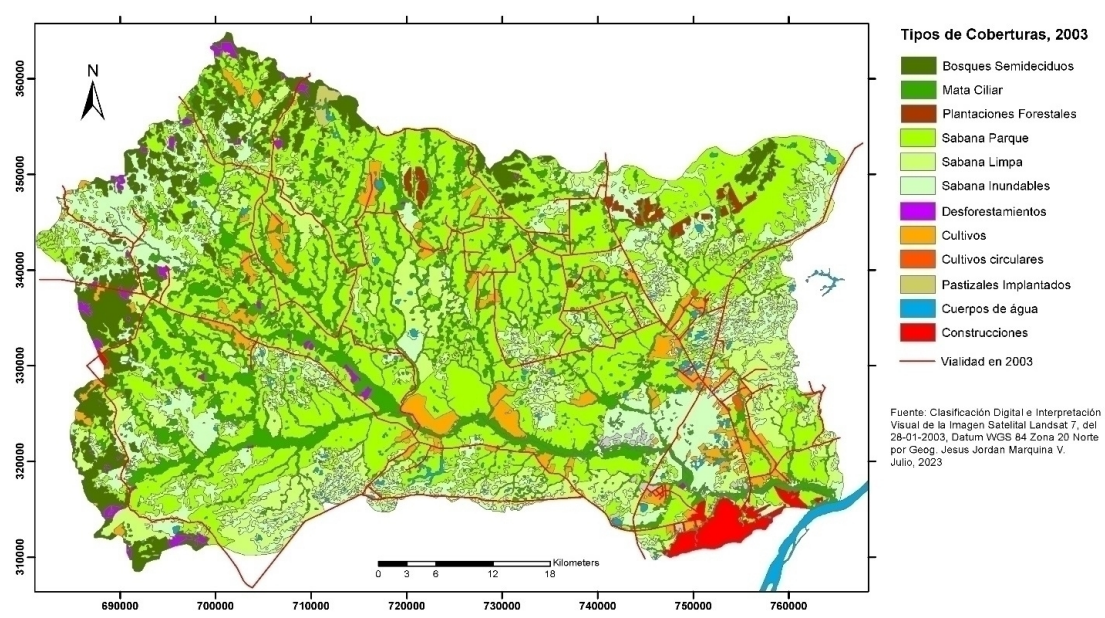 360000
350000
340000
330000
320000
310000
N
Kilometers
0 3 6 12 18
690000 700000 710000 720000 730000 740000 750000 760000
Tipos de Coberturas, 2003
Bosques Semideciduos
Mata Ciliar
Plantaciones Forestales
Sabana Parque
Sabana Limpa
Sabana Inundables
Desforestamientos
Cultivos
Cultivos circulares
Pastizales Implantados
Cuerpos de água
Construcciones
Vialidad en 2003
Fuente: Clasificación Digital e Interpretación
Visual de la Imagen Satelital Landsat 7, del
28-01-2003, Datum WGS 84 Zona 20 Norte
por Geog. Jesus Jordan Marquina V.
Julio, 2023